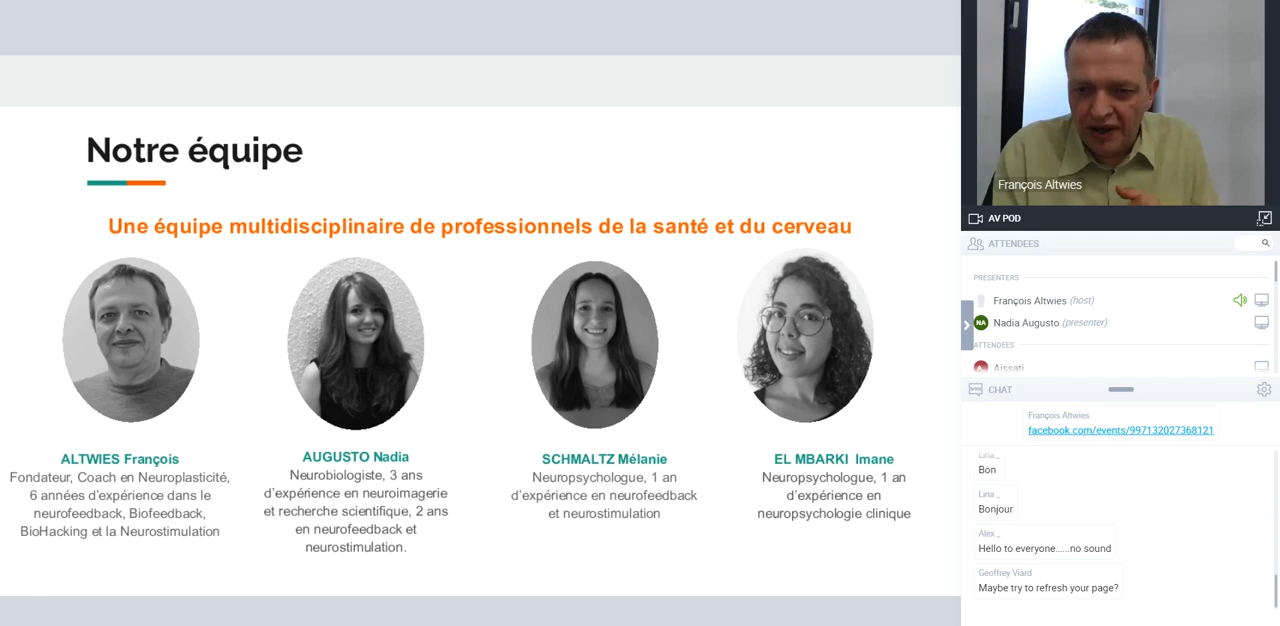 Notre équipe
Une équipe multidisciplinaire de professionnels de la santé et du cerveau
ALTWIES François
Fondateur, Coach en Neuroplasticité,
6 années d'expérience dans le
neurofeedback, Biofeedback,
BioHacking et la Neurostimulation
AUGUSTO Nadia
Neurobiologiste, 3 ans
d'expérience en neuroimagerie
et recherche scientifique, 2 ans
en neurofeedback et
neurostimulation.
SCHMALTZ Mélanie
Neuropsychologue, 1 an
d'expérience en neurofeedback
et neurostimulation
EL MBARKI Imane
Neuropsychologue, 1 an
d'expérience en
neuropsychologie clinique
François Altwies
AV POD
ATTENDEES
PRESENTERS
François Altwies (host)
NA Nadia Augusto (presenter)
ATTENDEES
A Aissati
CHAT
François Altwies
facebook.com/events/997132027368121
Lina _
Bon
Lina _
Bonjour
Alex _
Hello to everyone......no sound
Geoffrey Viard
Maybe try to refresh your page?